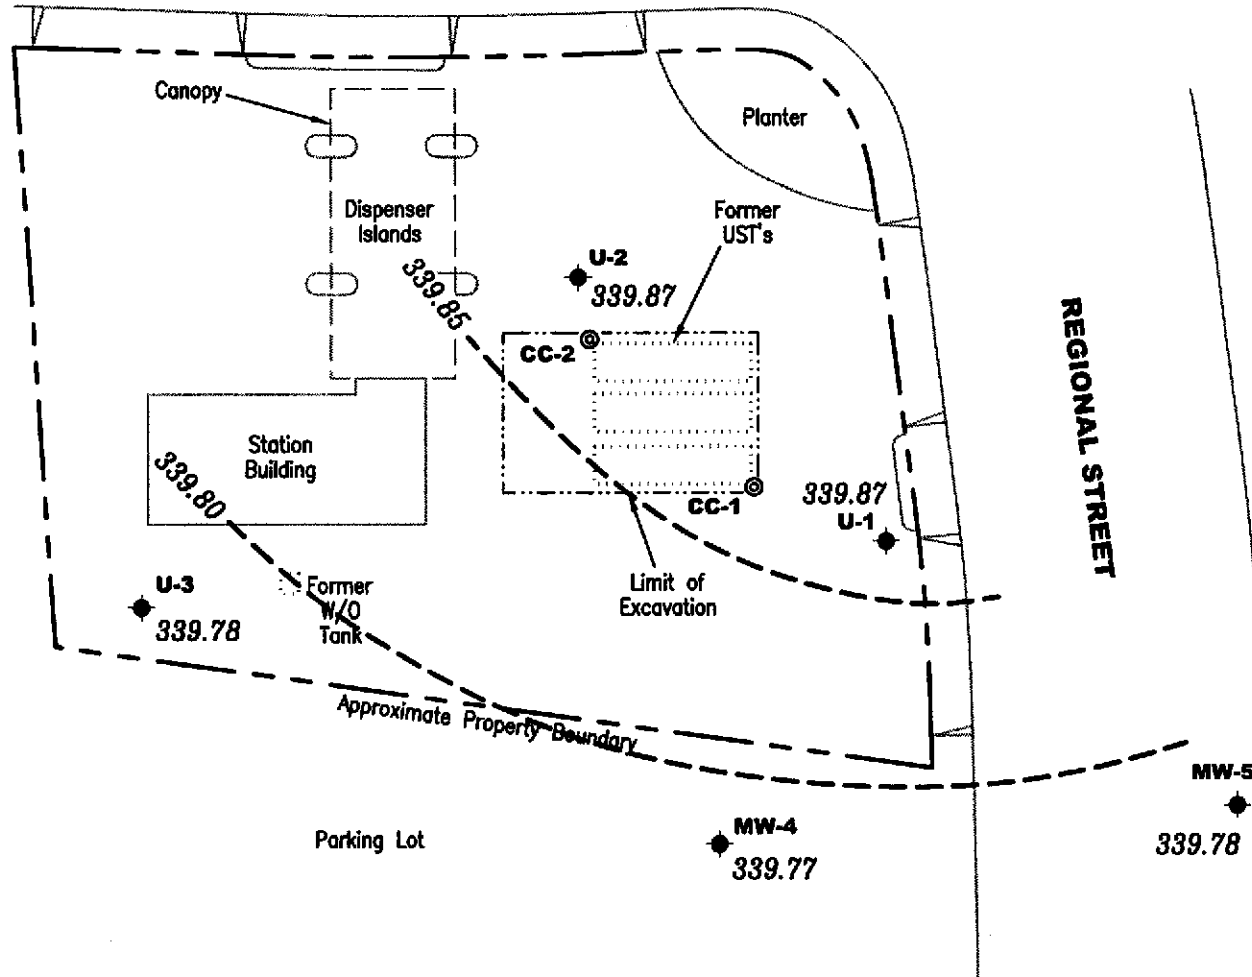 Canopy
Planter
Dispenser
Islands
Former
UST's
U-2
339.87
339.85
CC-2
REGIONAL STREET
Station
Building
339.80
339.87
CC-1
U-1
U-3
339.78
Former
W/O
Tank
Limit of
Excavation
Approximate Property Boundary
MW-5
339.78
Parking Lot
MW-4
339.77